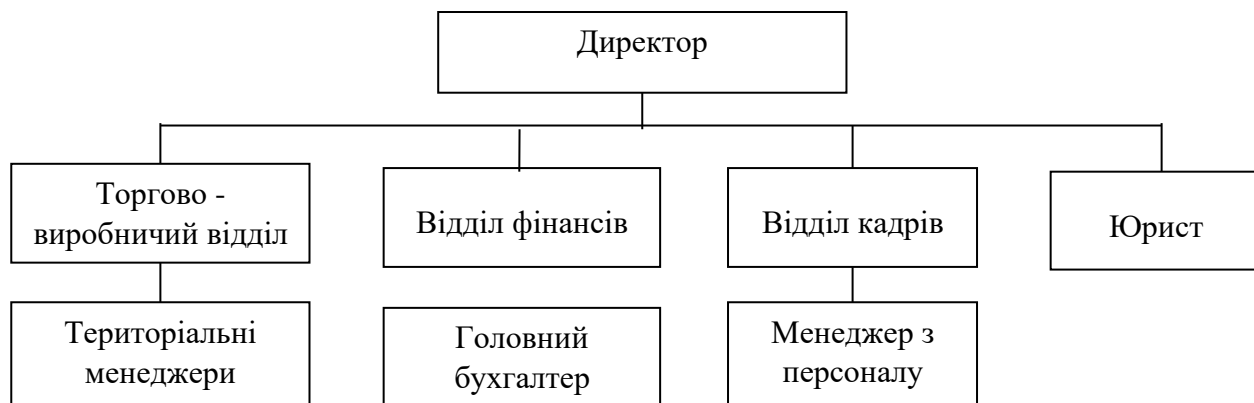 Директор
Торгово -
виробничий відділ
Відділ фінансів
Відділ кадрів
Юрист
Територіальні
менеджери
Головний
бухгалтер
Менеджер з
персоналу